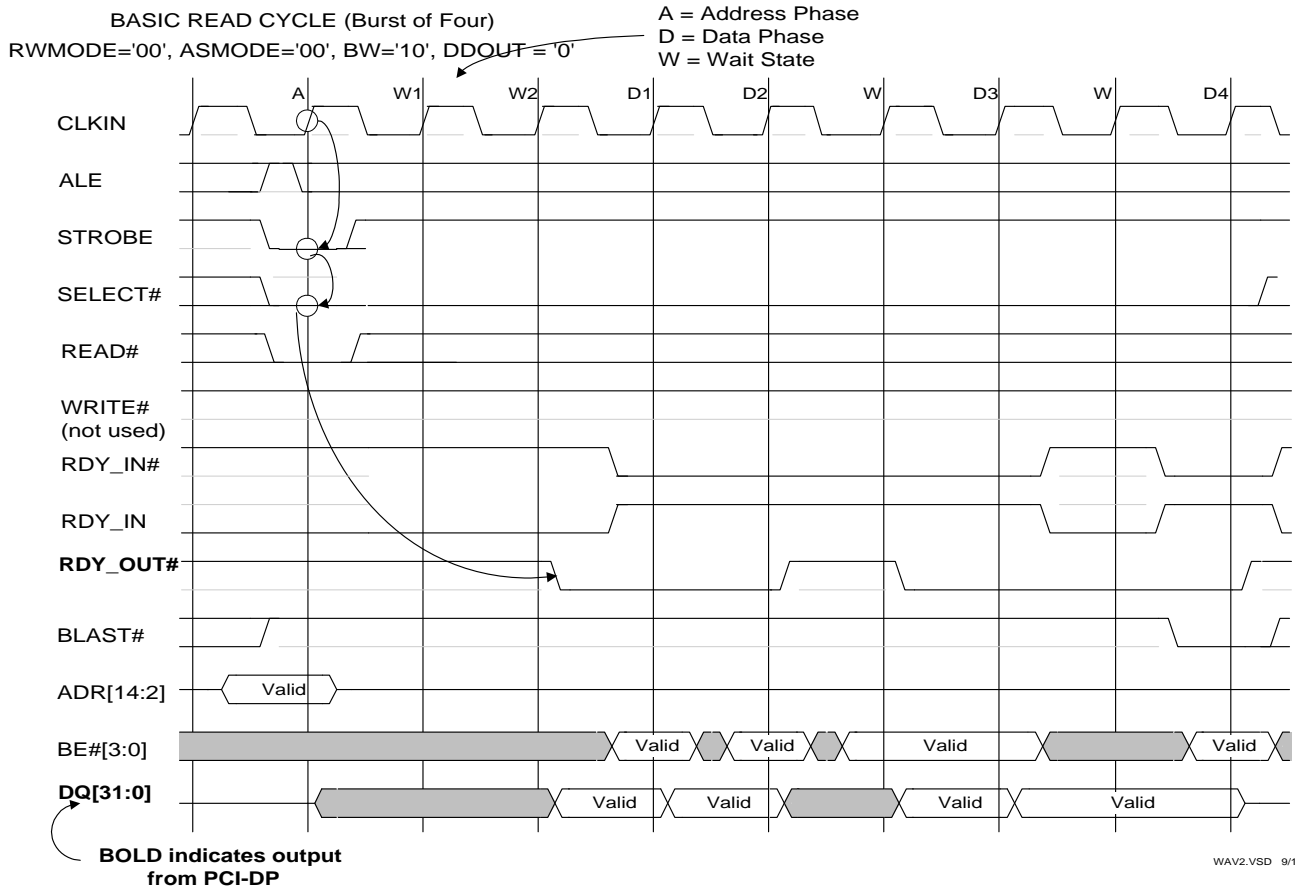 BASIC READ CYCLE (Burst of Four)
RWMODE='00', ASMODE='00', BW='10', DDOUT = '0'
A = Address Phase
D = Data Phase
W = Wait State
A W1 W2 D1 D2 W D3 W D4
CLKIN
ALE
STROBE
SELECT#
READ#
WRITE#
(not used)
RDY_IN#
RDY_IN
RDY_OUT#
BLAST#
ADR[14:2] Valid
BE#[3:0] Valid Valid Valid Valid
DQ[31:0] Valid Valid Valid Valid
BOLD indicates output
from PCI-DP
WAV2.VSD 9/1